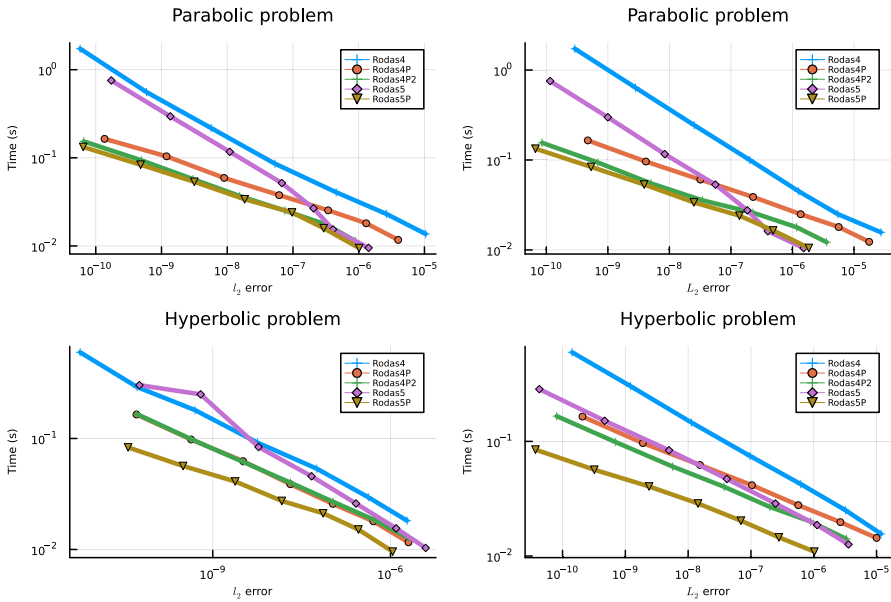 Parabolic problem
Time (s)
10⁰
10⁻¹
10⁻²
Rodas4
Rodas4P
Rodas4P2
Rodas5
Rodas5P
10⁻¹⁰
10⁻⁹
10⁻⁸
10⁻⁷
10⁻⁶
10⁻⁵
l₂ error
Parabolic problem
Time (s)
10⁰
10⁻¹
10⁻²
Rodas4
Rodas4P
Rodas4P2
Rodas5
Rodas5P
10⁻¹⁰
10⁻⁹
10⁻⁸
10⁻⁷
10⁻⁶
10⁻⁵
L₂ error
Hyperbolic problem
Time (s)
10⁻¹
10⁻²
Rodas4
Rodas4P
Rodas4P2
Rodas5
Rodas5P
10⁻⁹
10⁻⁶
l₂ error
Hyperbolic problem
Time (s)
10⁻¹
10⁻²
Rodas4
Rodas4P
Rodas4P2
Rodas5
Rodas5P
10⁻¹⁰
10⁻⁹
10⁻⁸
10⁻⁷
10⁻⁶
10⁻⁵
L₂ error